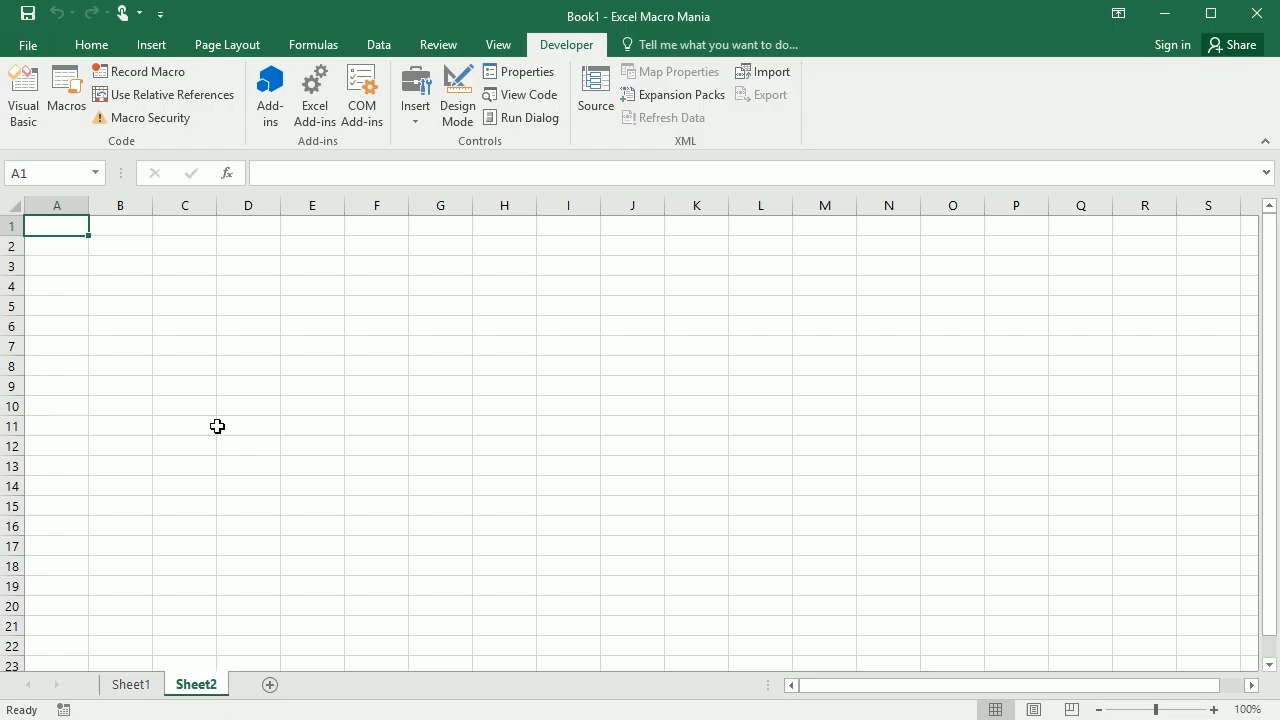 Book1 - Excel Macro Mania
File Home Insert Page Layout Formulas Data Review View Developer Tell me what you want to do... Sign in Share
Visual Basic
Macros
Record Macro
Use Relative References
Macro Security
Code
Add-ins
Excel Add-ins
COM Add-ins
Add-ins
Insert
Design Mode
Properties
View Code
Run Dialog
Controls
Source
Map Properties
Expansion Packs
Refresh Data
Import
Export
XML
A1
fx
A B C D E F G H I J K L M N O P Q R S
1
2
3
4
5
6
7
8
9
10
11
12
13
14
15
16
17
18
19
20
21
22
23
Sheet1 Sheet2
Ready 100%